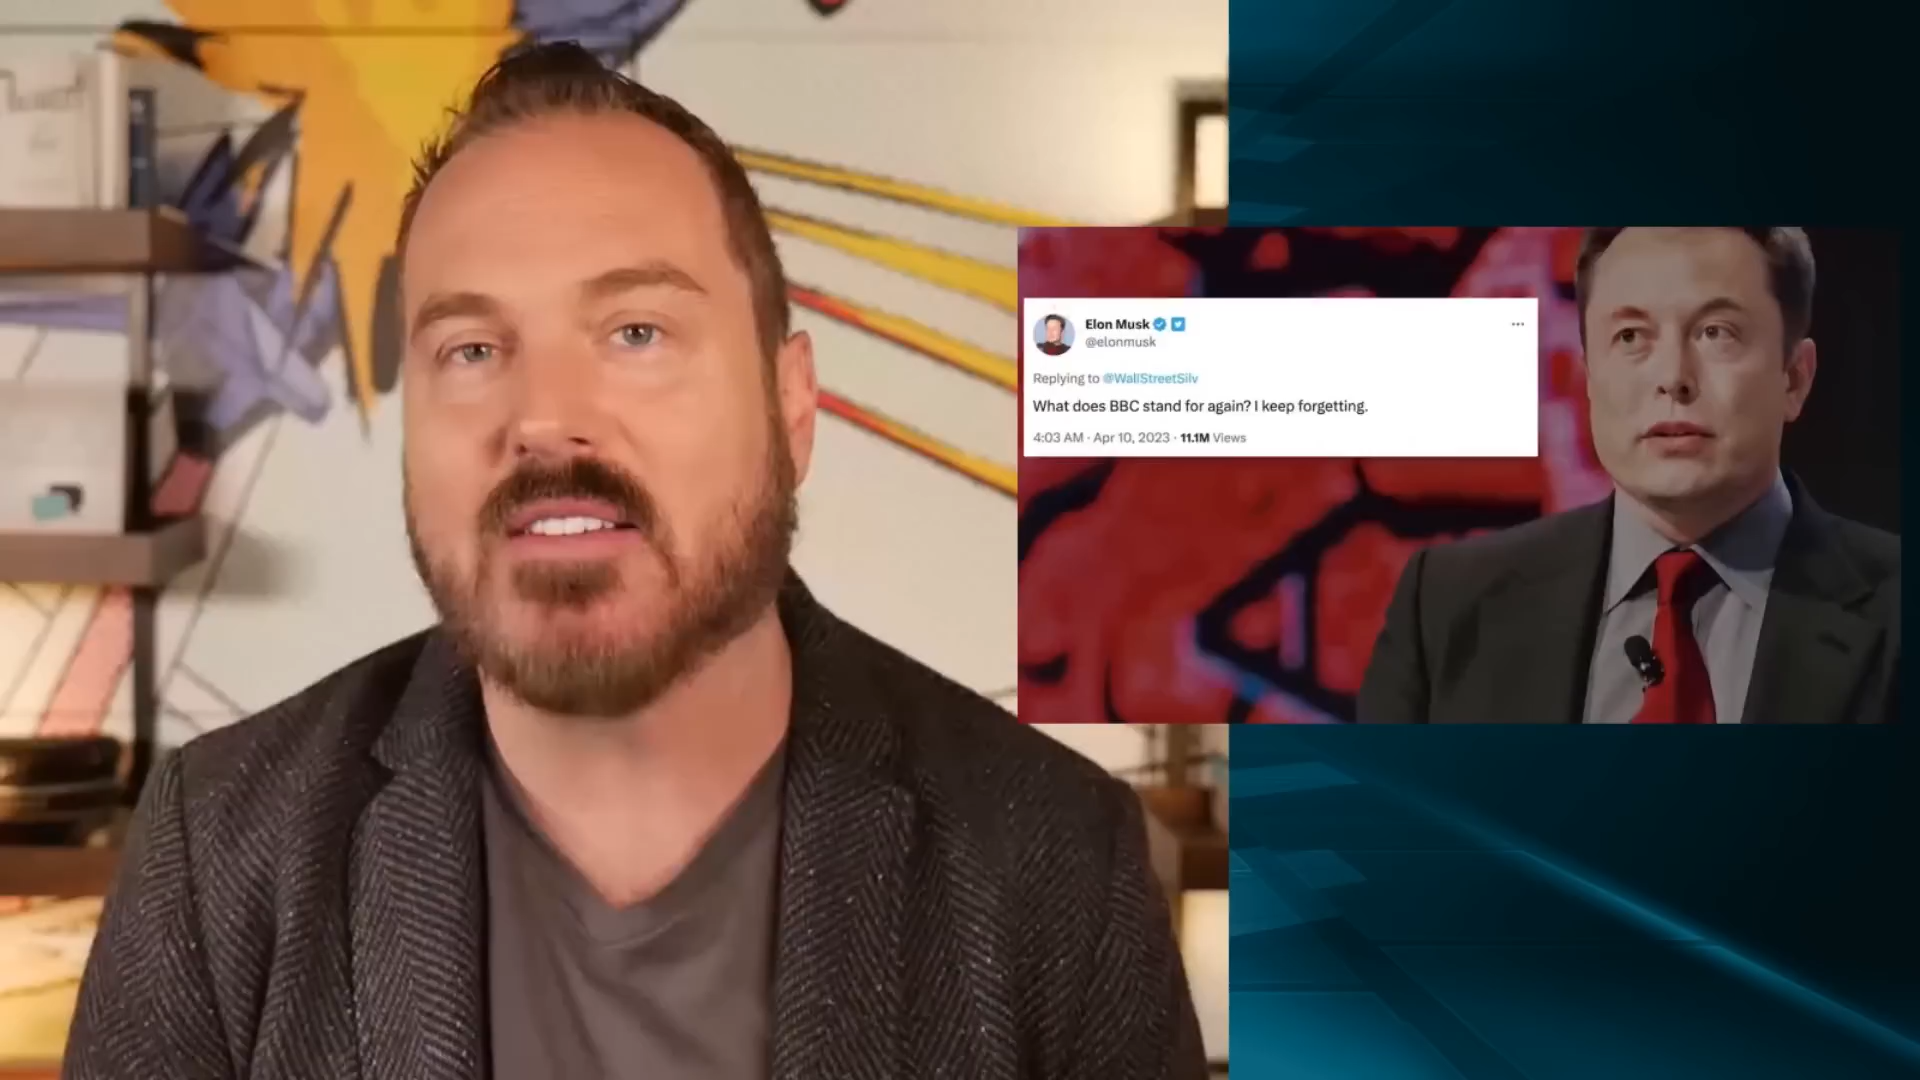 Elon Musk
@elonmusk
Replying to @WallStreetSilv
What does BBC stand for again? I keep forgetting.
4:03 AM · Apr 10, 2023 · 11.1M Views